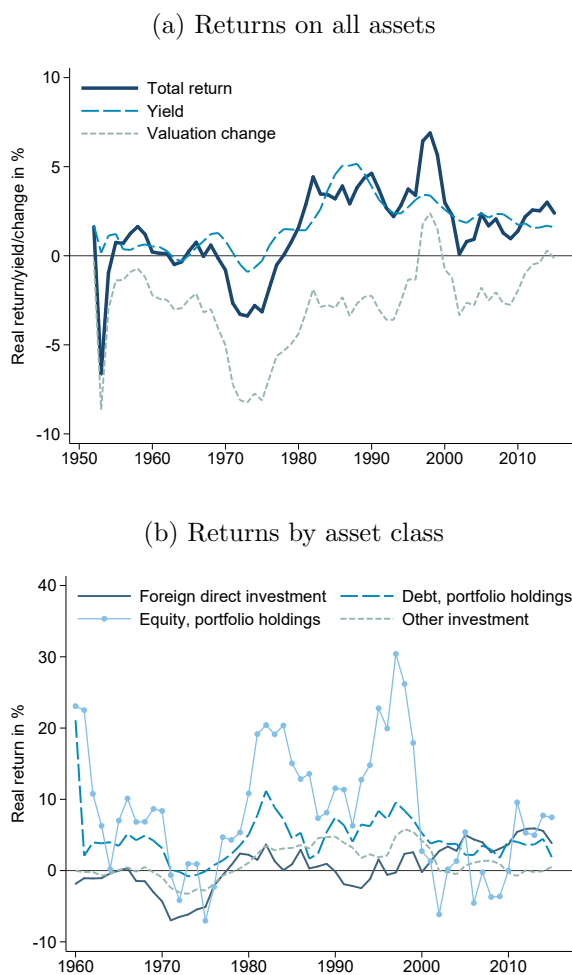 (a) Returns on all assets
Real return/yield/change in %
10
5
0
-5
-10
Total return
Yield
Valuation change
1950 1960 1970 1980 1990 2000 2010
(b) Returns by asset class
Real return in %
40
30
20
10
0
-10
Foreign direct investment Debt, portfolio holdings
Equity, portfolio holdings Other investment
1960 1970 1980 1990 2000 2010